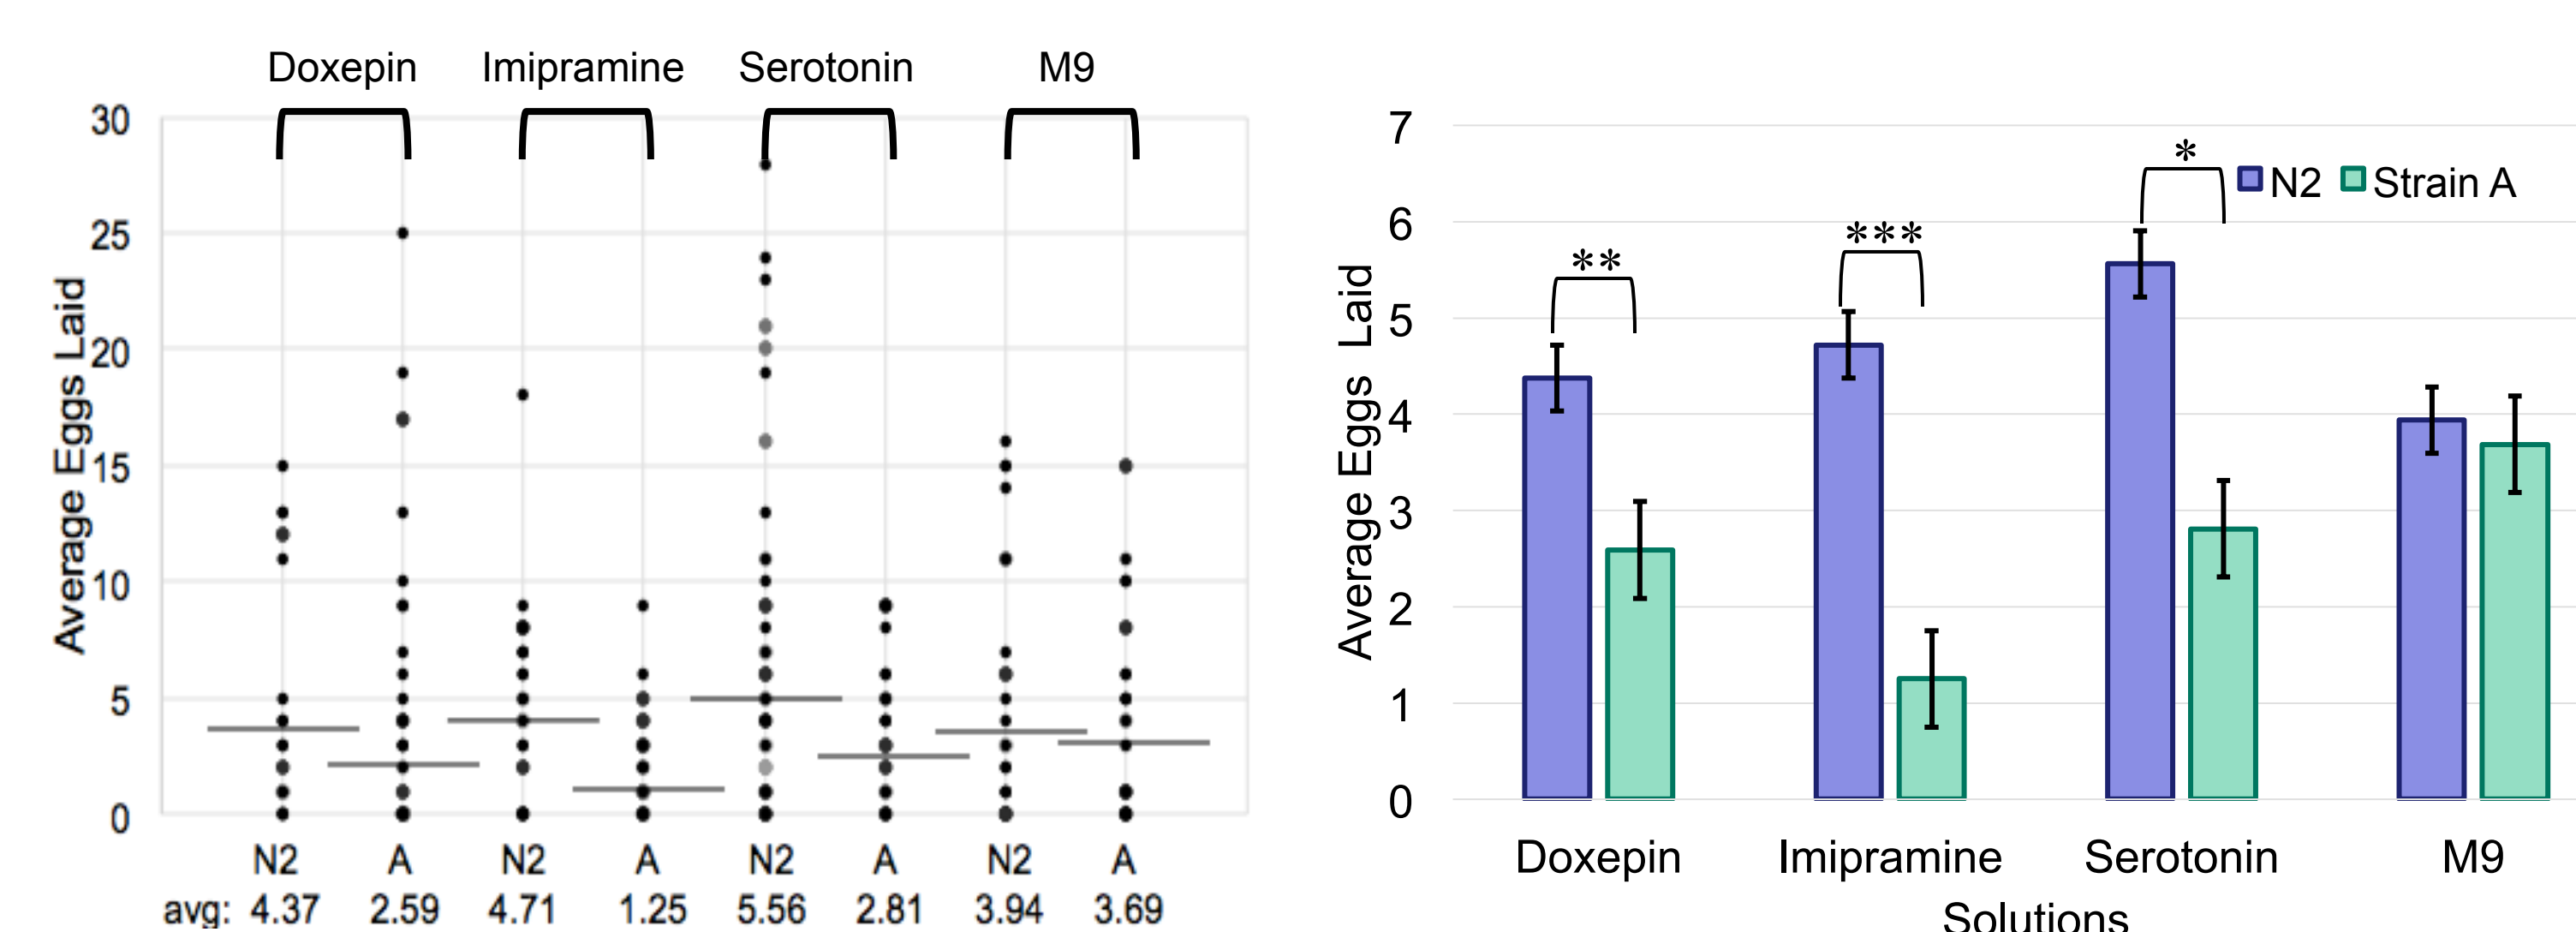 Doxepin Imipramine Serotonin M9
30
25
20
15
10
5
0
Average Eggs Laid
N2 A N2 A N2 A N2 A
avg: 4.37 2.59 4.71 1.25 5.56 2.81 3.94 3.69
7
6
5
4
3
2
1
0
Average Eggs Laid
** *** *
N2 Strain A
Doxepin Imipramine Serotonin M9
Solutions